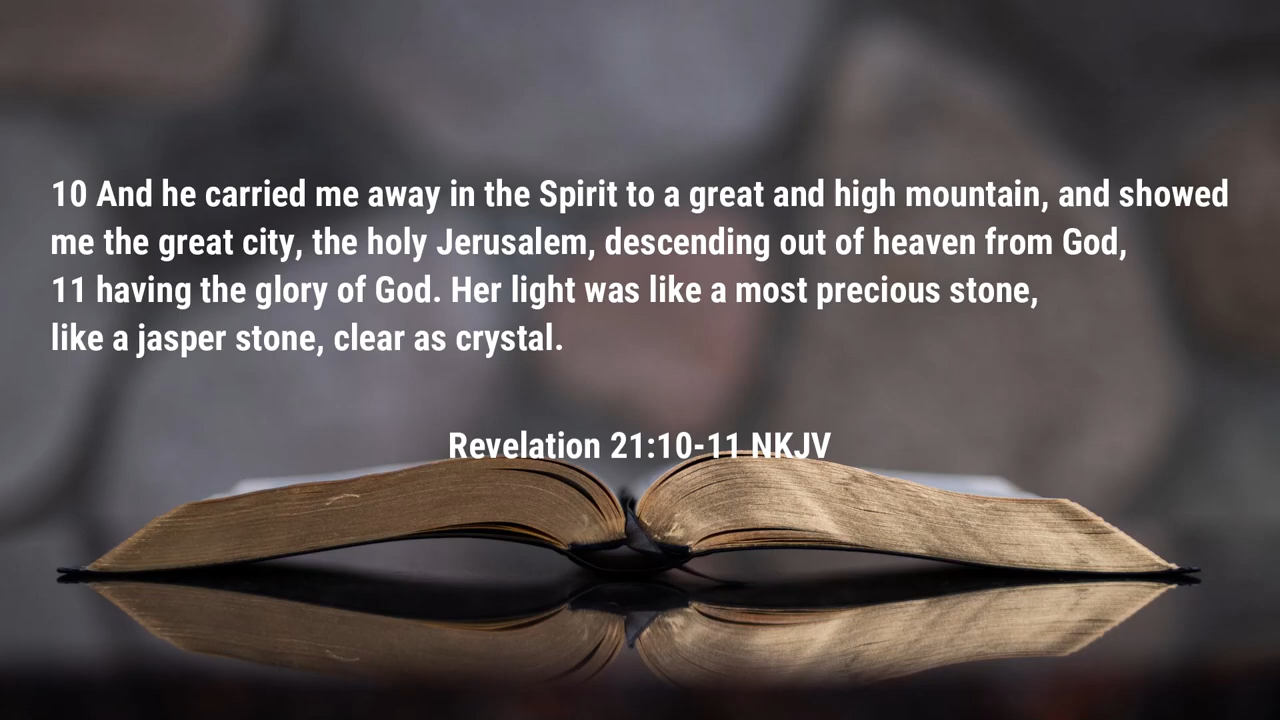 10 And he carried me away in the Spirit to a great and high mountain, and showed
me the great city, the holy Jerusalem, descending out of heaven from God,
11 having the glory of God. Her light was like a most precious stone,
like a jasper stone, clear as crystal.
Revelation 21:10-11 NKJV